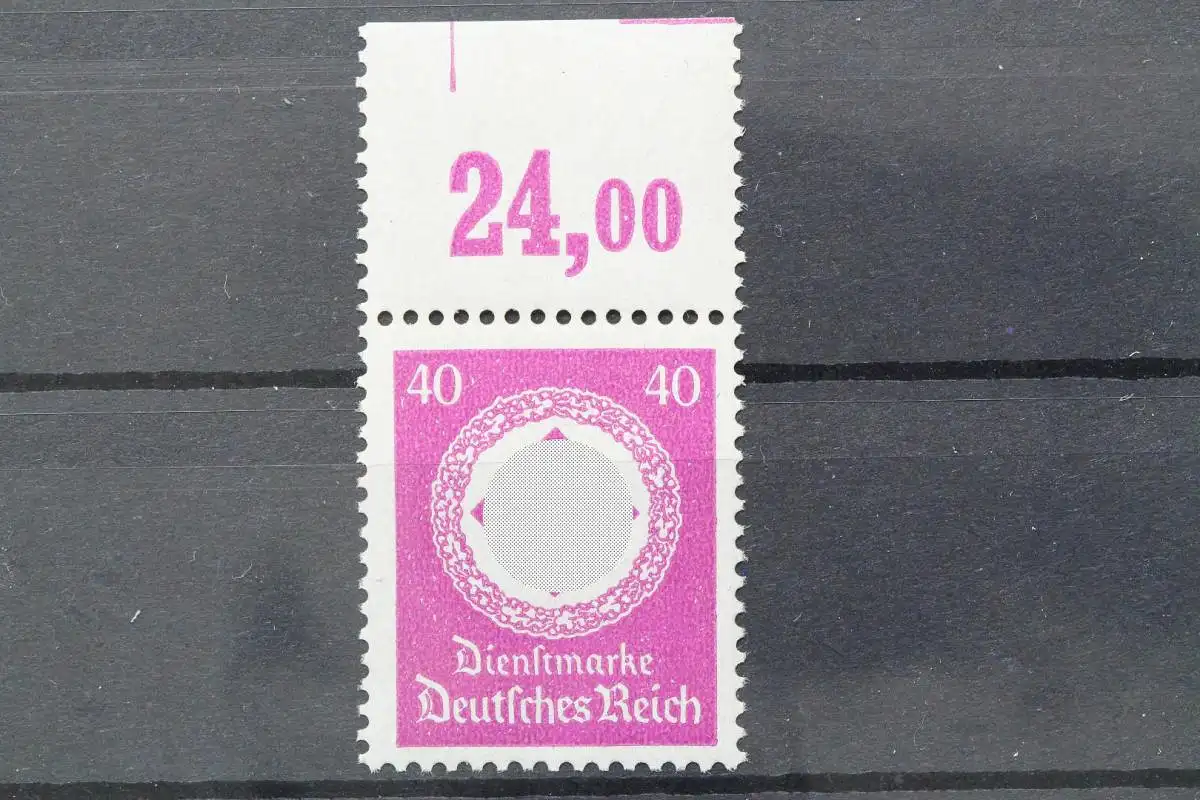 24,00
40 40
Dienſtmarke
Deutſches Reich